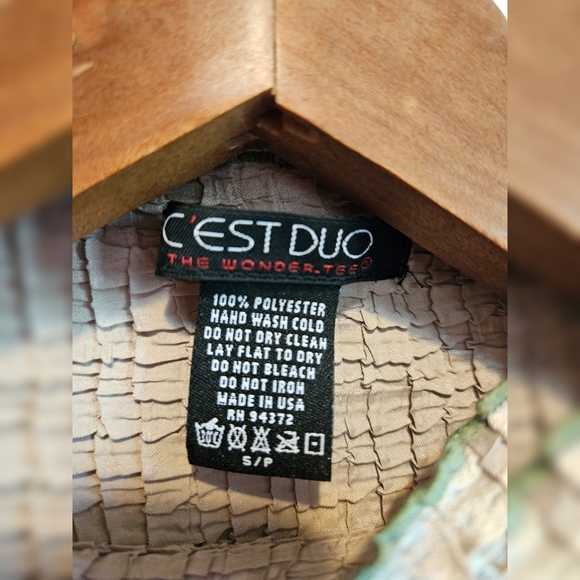 C'EST DUO
THE WONDER-TEE®
100% POLYESTER
HAND WASH COLD
DO NOT DRY CLEAN
LAY FLAT TO DRY
DO NOT BLEACH
DO NOT IRON
MADE IN USA
RN 94372
S/P